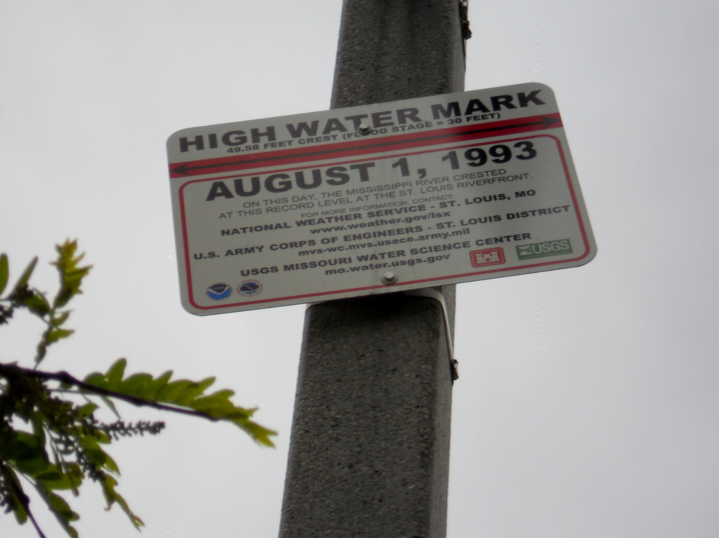 HIGH WATER MARK
49.58 FEET CREST (FLOOD STAGE = 30 FEET)
AUGUST 1, 1993
ON THIS DAY, THE MISSISSIPPI RIVER CRESTED
AT THIS RECORD LEVEL AT THE ST. LOUIS RIVERFRONT.
FOR MORE INFORMATION, CONTACT:
NATIONAL WEATHER SERVICE - ST. LOUIS, MO
www.weather.gov/lsx
U.S. ARMY CORPS OF ENGINEERS - ST. LOUIS DISTRICT
mvs-wc.mvs.usace.army.mil
USGS MISSOURI WATER SCIENCE CENTER
mo.water.usgs.gov
USGS